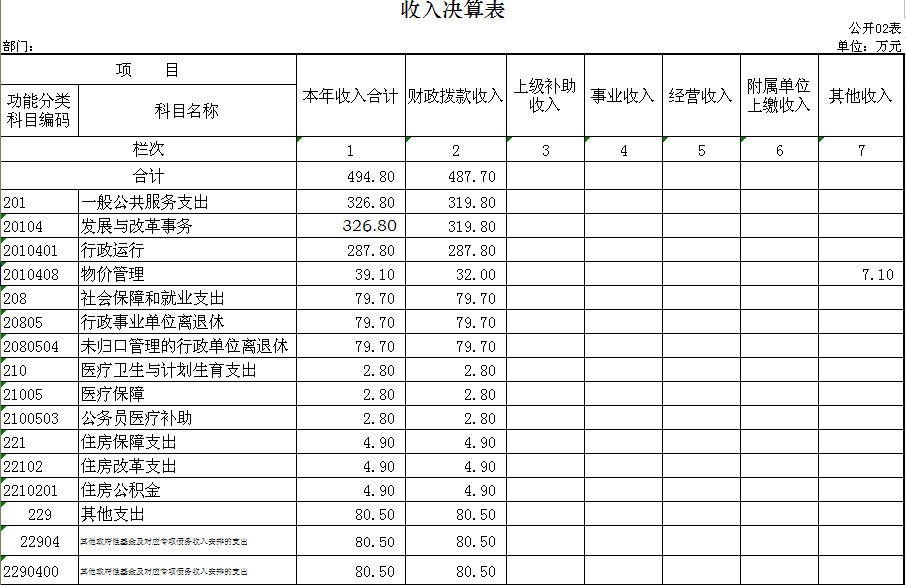 收入决算表
公开02表
部门： 单位：万元
项 目 本年收入合计 财政拨款收入 上级补助收入 事业收入 经营收入 附属单位上缴收入 其他收入
功能分类科目编码 科目名称
栏次 1 2 3 4 5 6 7
合计 494.80 487.70
201 一般公共服务支出 326.80 319.80
20104 发展与改革事务 326.80 319.80
2010401 行政运行 287.80 287.80
2010408 物价管理 39.10 32.00 7.10
208 社会保障和就业支出 79.70 79.70
20805 行政事业单位离退休 79.70 79.70
2080504 未归口管理的行政单位离退休 79.70 79.70
210 医疗卫生与计划生育支出 2.80 2.80
21005 医疗保障 2.80 2.80
2100503 公务员医疗补助 2.80 2.80
221 住房保障支出 4.90 4.90
22102 住房改革支出 4.90 4.90
2210201 住房公积金 4.90 4.90
229 其他支出 80.50 80.50
22904 其他政府性基金及对应专项债务收入安排的支出 80.50 80.50
2290400 其他政府性基金及对应专项债务收入安排的支出 80.50 80.50